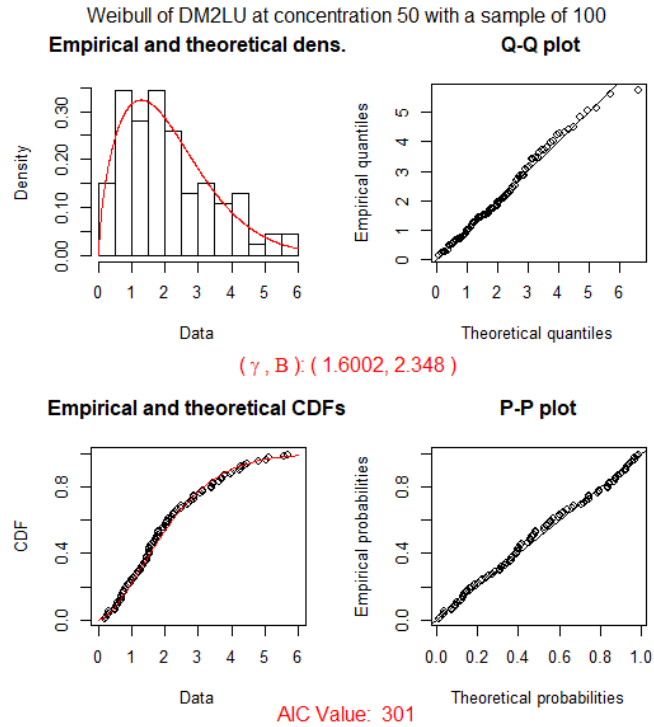 Weibull of DM2LU at concentration 50 with a sample of 100
Empirical and theoretical dens.
Density
0.00 0.10 0.20 0.30
0 1 2 3 4 5 6
Data
Q-Q plot
Empirical quantiles
0 1 2 3 4 5
0 1 2 3 4 5 6
Theoretical quantiles
( γ , B ): ( 1.6002, 2.348 )
Empirical and theoretical CDFs
CDF
0.0 0.4 0.8
0 1 2 3 4 5 6
Data
P-P plot
Empirical probabilities
0.0 0.4 0.8
0.0 0.2 0.4 0.6 0.8 1.0
Theoretical probabilities
AIC Value: 301